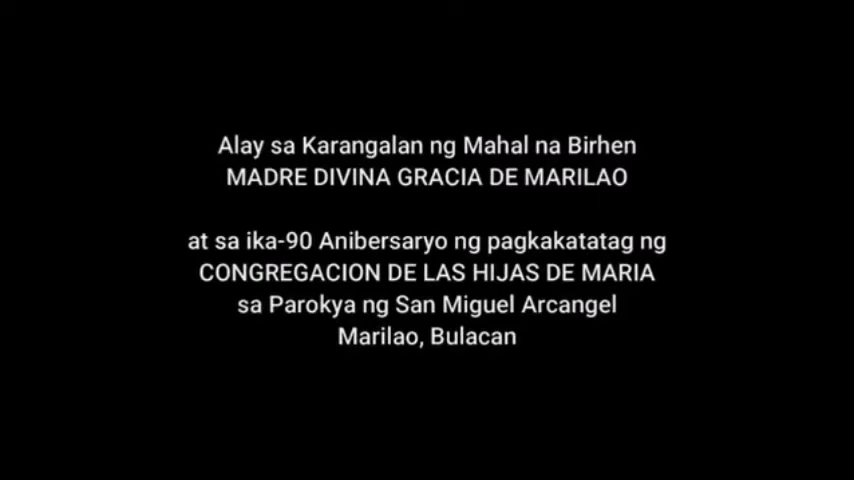 Alay sa Karangalan ng Mahal na Birhen
MADRE DIVINA GRACIA DE MARILAO
at sa ika-90 Anibersaryo ng pagkakatatag ng
CONGREGACION DE LAS HIJAS DE MARIA
sa Parokya ng San Miguel Arcangel
Marilao, Bulacan